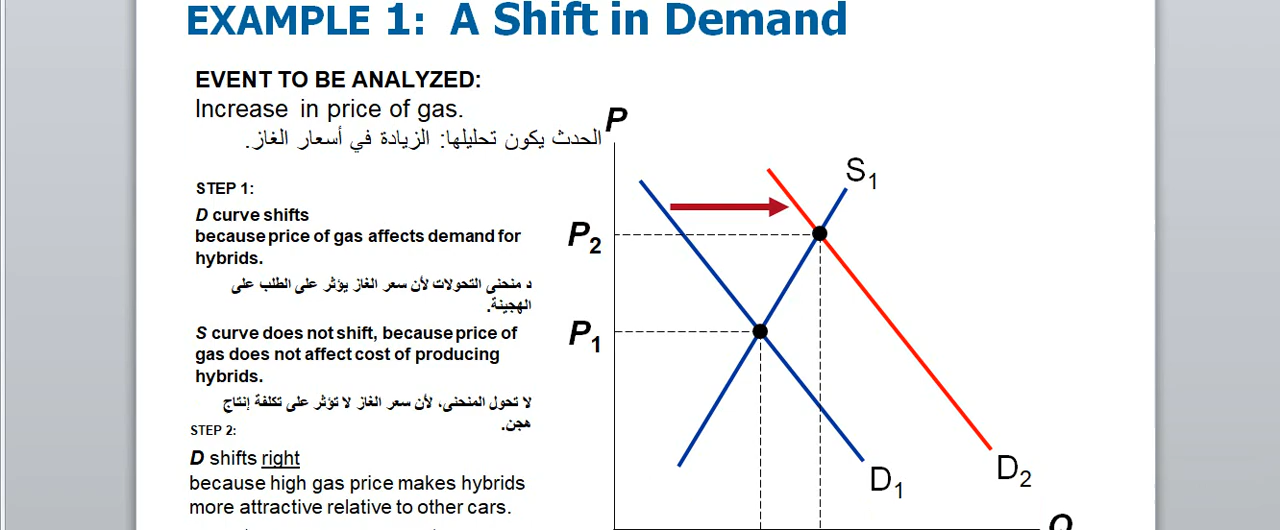 EXAMPLE 1: A Shift in Demand
EVENT TO BE ANALYZED:
Increase in price of gas.
الحدث يكون تحليلها: الزيادة في أسعار الغاز.
STEP 1:
D curve shifts
because price of gas affects demand for
hybrids.
د منحنى التحولات لأن سعر الغاز يؤثر على الطلب على
الهجينة.
S curve does not shift, because price of
gas does not affect cost of producing
hybrids.
لا تحول المنحنى، لأن سعر الغاز لا تؤثر على تكلفة إنتاج
هجن.
STEP 2:
D shifts right
because high gas price makes hybrids
more attractive relative to other cars.
P
S1
P2
P1
D1
D2
Q